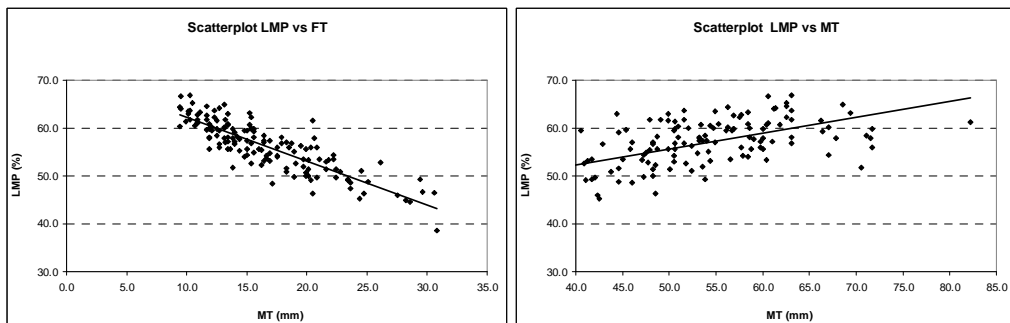 Scatterplot LMP vs FT
70.0
60.0
50.0
40.0
30.0
LMP (%)
0.0 5.0 10.0 15.0 20.0 25.0 30.0 35.0
MT (mm)
Scatterplot LMP vs MT
70.0
60.0
50.0
40.0
30.0
LMP (%)
40.0 45.0 50.0 55.0 60.0 65.0 70.0 75.0 80.0 85.0
MT (mm)